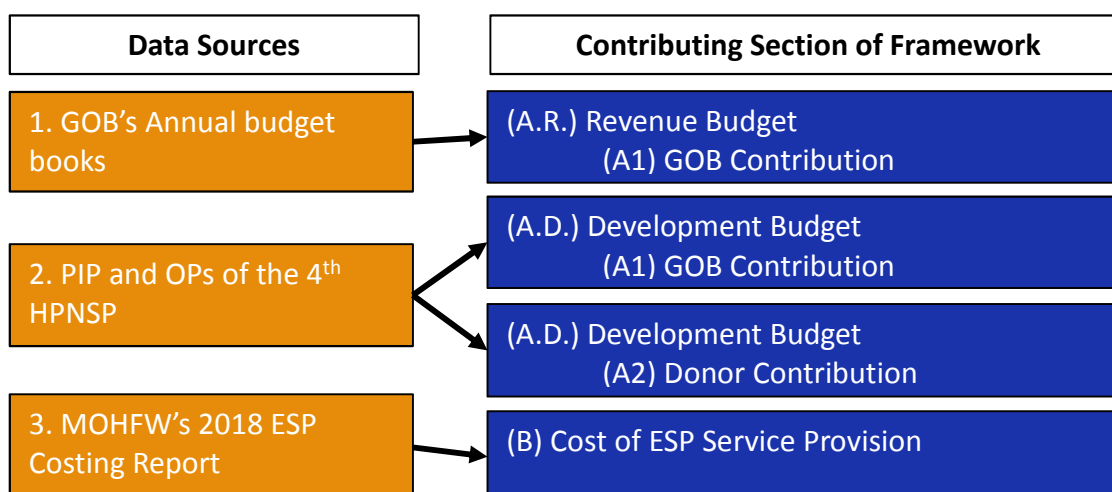 Data Sources
Contributing Section of Framework
1. GOB’s Annual budget
books
(A.R.) Revenue Budget
(A1) GOB Contribution
2. PIP and OPs of the 4th
HPNSP
(A.D.) Development Budget
(A1) GOB Contribution
(A.D.) Development Budget
(A2) Donor Contribution
3. MOHFW’s 2018 ESP
Costing Report
(B) Cost of ESP Service Provision